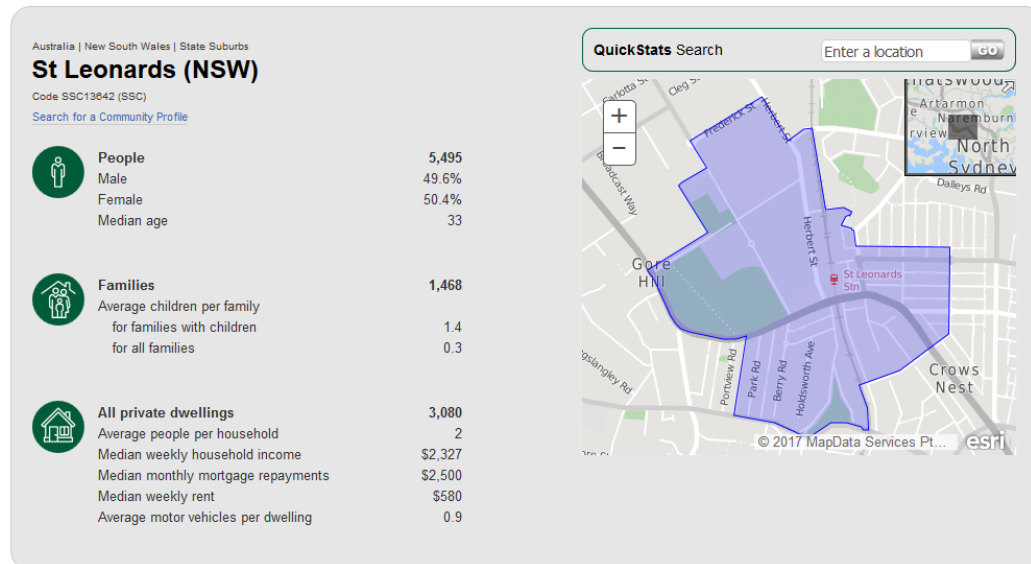 Australia | New South Wales | State Suburbs
St Leonards (NSW)
Code SSC13642 (SSC)
Search for a Community Profile
People 5,495
Male 49.6%
Female 50.4%
Median age 33
Families 1,468
Average children per family
for families with children 1.4
for all families 0.3
All private dwellings 3,080
Average people per household 2
Median weekly household income $2,327
Median monthly mortgage repayments $2,500
Median weekly rent $580
Average motor vehicles per dwelling 0.9
QuickStats Search
Enter a location
GO
+
−
Carlotta S
Cleg S
Frederick St
Herbert St
Broadcast Way
Artarmon
Naremburn
rview
North
Sydney
Dalleys Rd
Herbert St
Gore
Hill
St Leonards
Stn
Portview Rd
Park Rd
Berry Rd
Holdsworth Ave
Crows
Nest
© 2017 MapData Services Pt...
esri